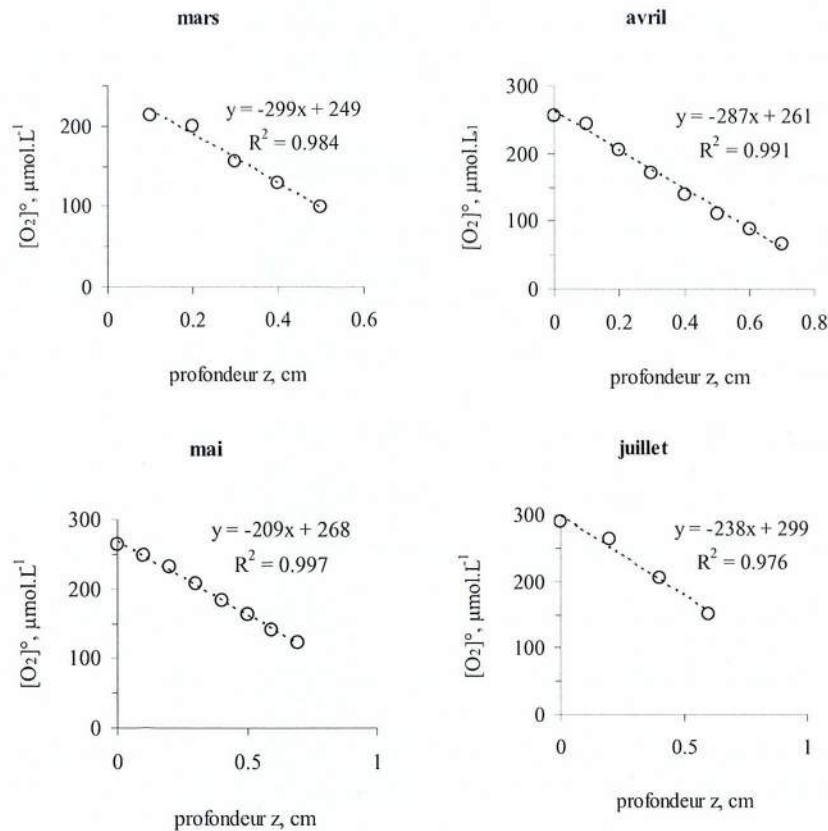 mars
200
100
0
0
0.2
0.4
0.6
[O₂]°, µmol.L⁻¹
y = -299x + 249
R² = 0.984
profondeur z, cm
avril
300
200
100
0
0
0.2
0.4
0.6
0.8
[O₂]°, µmol.L1
y = -287x + 261
R² = 0.991
profondeur z, cm
mai
300
200
100
0
0
0.5
1
[O₂]°, µmol.L⁻¹
y = -209x + 268
R² = 0.997
profondeur z, cm
juillet
300
200
100
0
0
0.5
1
[O₂]°, µmol.L⁻¹
y = -238x + 299
R² = 0.976
profondeur z, cm